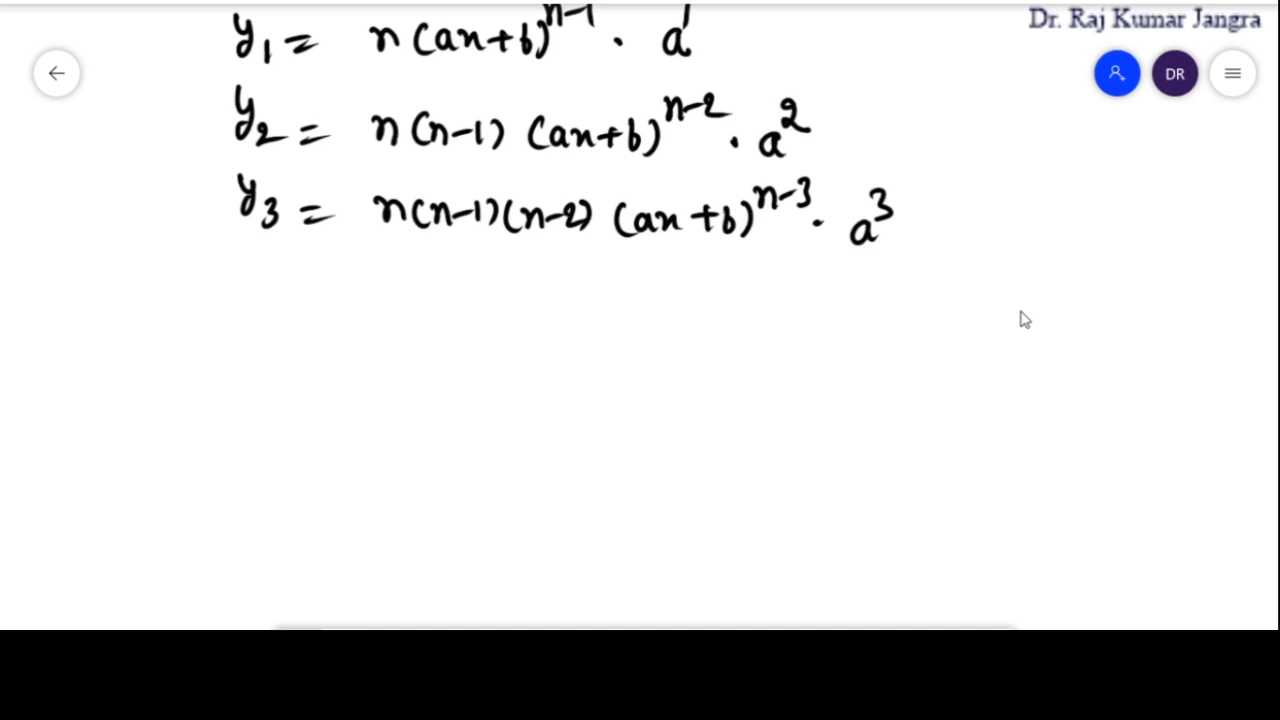 Dr. Raj Kumar Jangra
y₁ = n(ax+b)ⁿ⁻¹ · a¹
DR
y₂ = n(n-1) (ax+b)ⁿ⁻² · a²
y₃ = n(n-1)(n-2) (ax+b)ⁿ⁻³ · a³